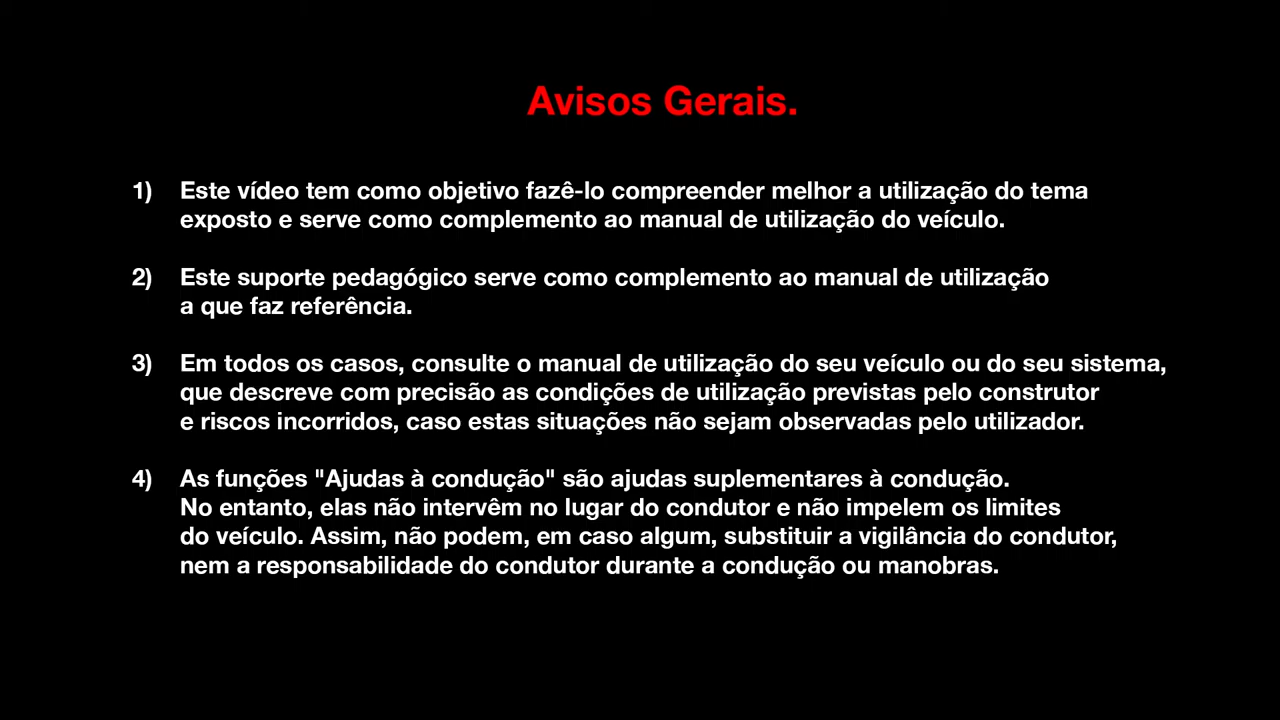 Avisos Gerais.
1) Este vídeo tem como objetivo fazê-lo compreender melhor a utilização do tema
exposto e serve como complemento ao manual de utilização do veículo.
2) Este suporte pedagógico serve como complemento ao manual de utilização
a que faz referência.
3) Em todos os casos, consulte o manual de utilização do seu veículo ou do seu sistema,
que descreve com precisão as condições de utilização previstas pelo construtor
e riscos incorridos, caso estas situações não sejam observadas pelo utilizador.
4) As funções "Ajudas à condução" são ajudas suplementares à condução.
No entanto, elas não intervêm no lugar do condutor e não impelem os limites
do veículo. Assim, não podem, em caso algum, substituir a vigilância do condutor,
nem a responsabilidade do condutor durante a condução ou manobras.